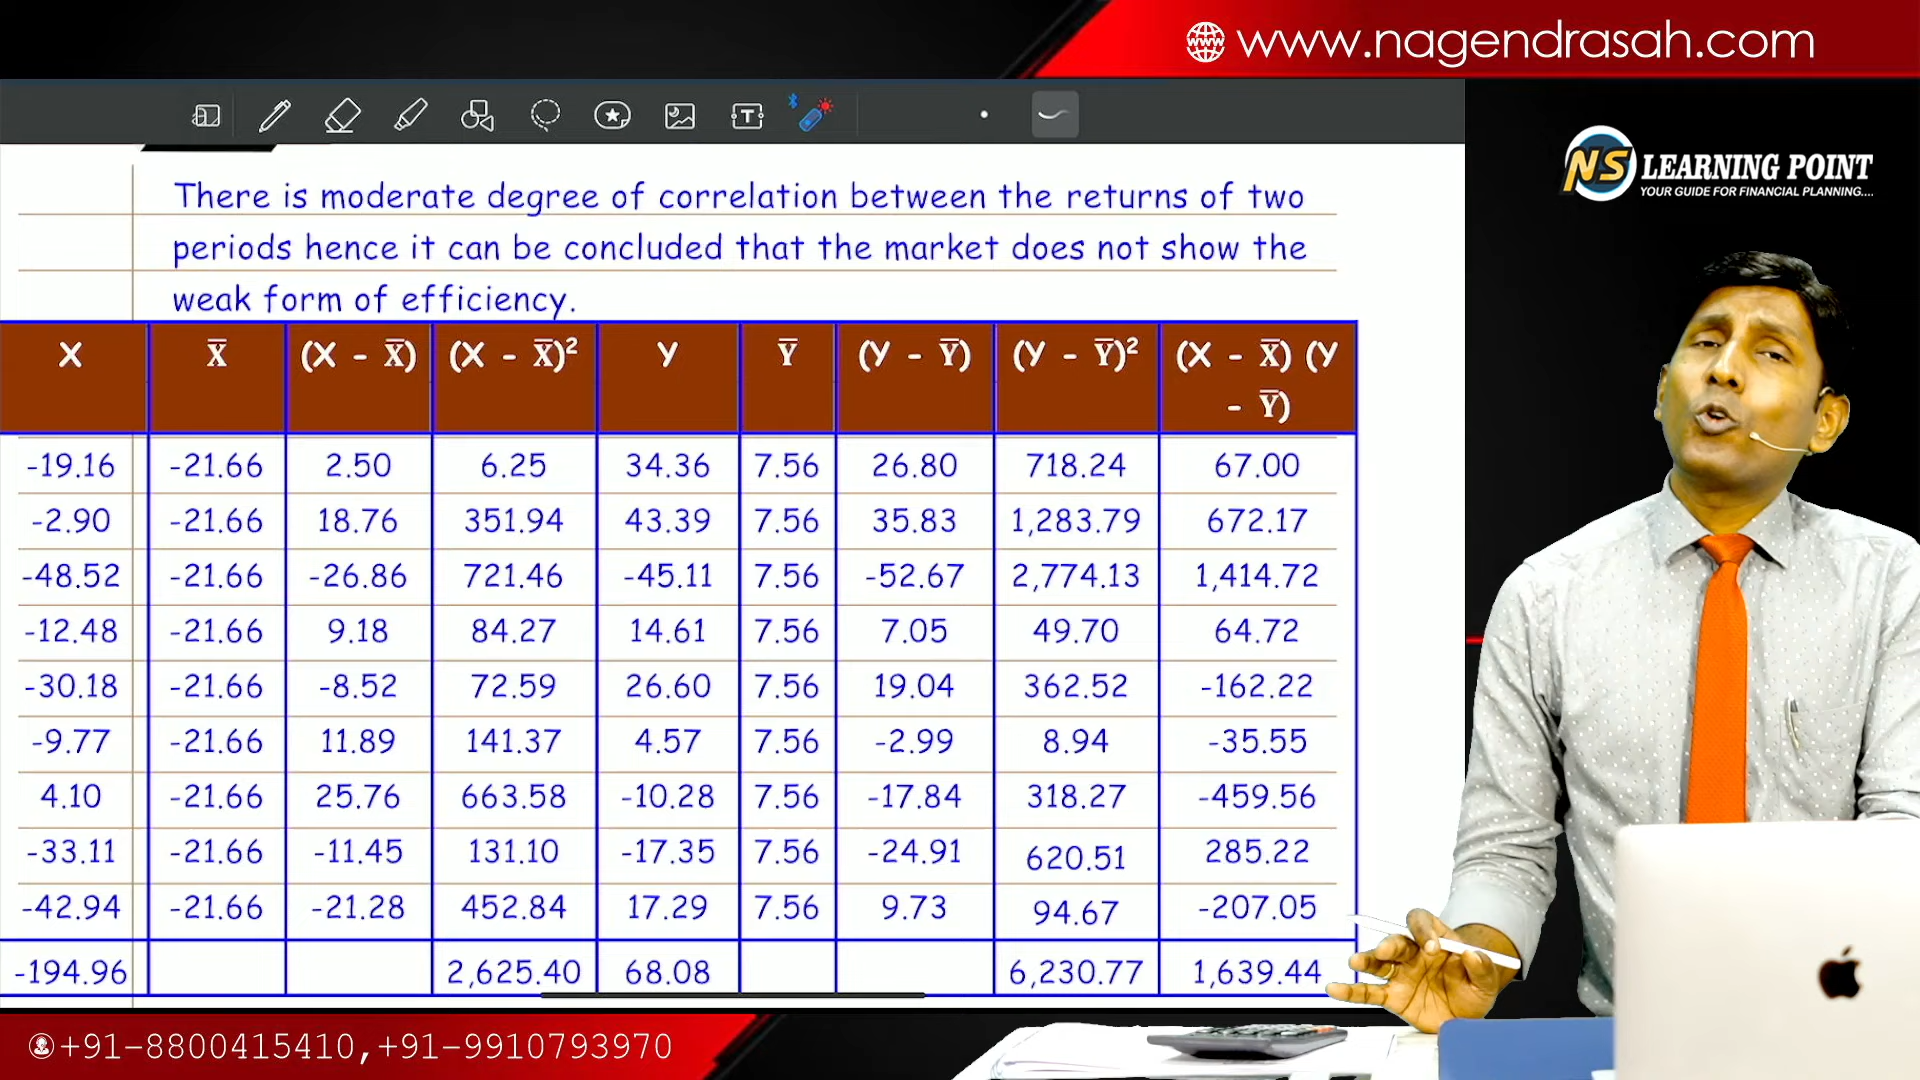 www.nagendrasah.com
NS LEARNING POINT
YOUR GUIDE FOR FINANCIAL PLANNING....
There is moderate degree of correlation between the returns of two
periods hence it can be concluded that the market does not show the
weak form of efficiency.
X X̅ (X - X̅) (X - X̅)² Y Y̅ (Y - Y̅) (Y - Y̅)² (X - X̅) (Y
- Y̅)
-19.16 -21.66 2.50 6.25 34.36 7.56 26.80 718.24 67.00
-2.90 -21.66 18.76 351.94 43.39 7.56 35.83 1,283.79 672.17
-48.52 -21.66 -26.86 721.46 -45.11 7.56 -52.67 2,774.13 1,414.72
-12.48 -21.66 9.18 84.27 14.61 7.56 7.05 49.70 64.72
-30.18 -21.66 -8.52 72.59 26.60 7.56 19.04 362.52 -162.22
-9.77 -21.66 11.89 141.37 4.57 7.56 -2.99 8.94 -35.55
4.10 -21.66 25.76 663.58 -10.28 7.56 -17.84 318.27 -459.56
-33.11 -21.66 -11.45 131.10 -17.35 7.56 -24.91 620.51 285.22
-42.94 -21.66 -21.28 452.84 17.29 7.56 9.73 94.67 -207.05
-194.96 2,625.40 68.08 6,230.77 1,639.44
+91-8800415410,+91-9910793970